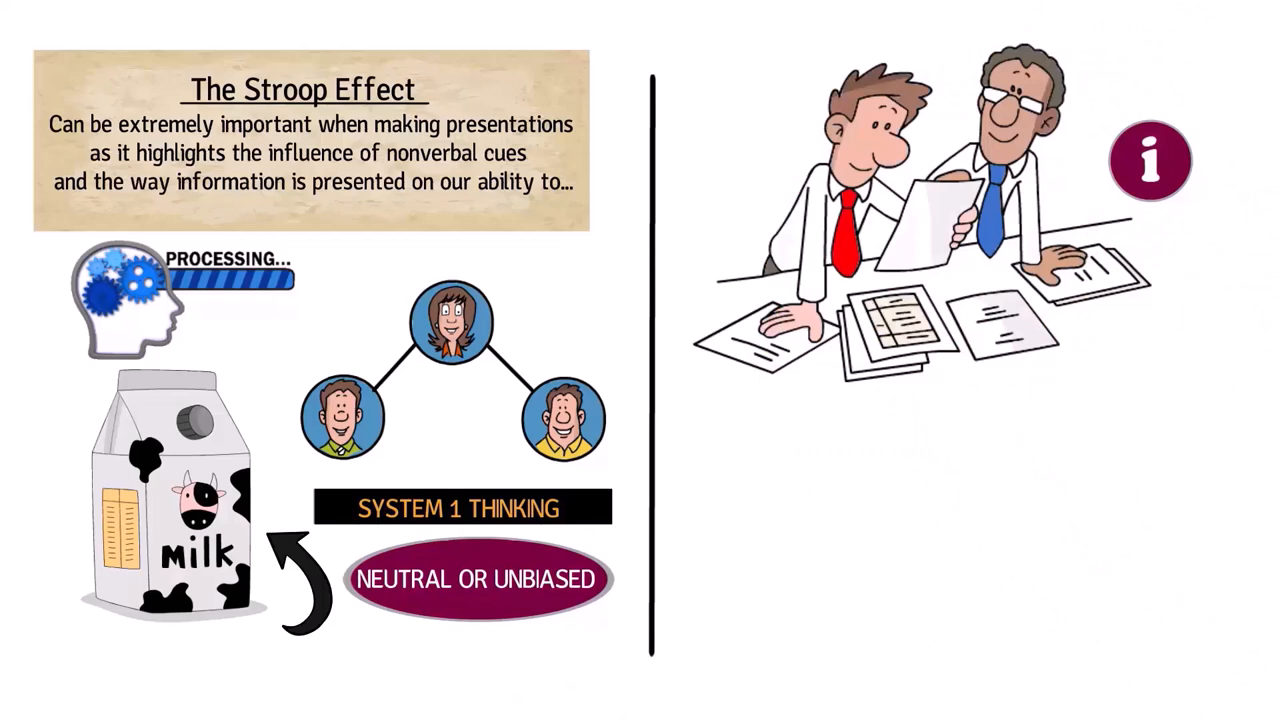 The Stroop Effect
Can be extremely important when making presentations
as it highlights the influence of nonverbal cues
and the way information is presented on our ability to...
PROCESSING...
milk
SYSTEM 1 THINKING
NEUTRAL OR UNBIASED
i